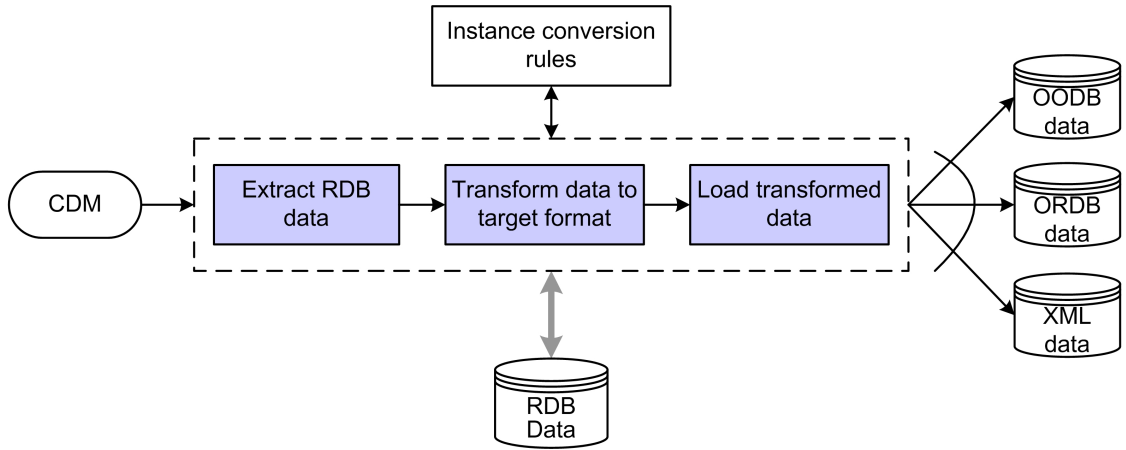 Instance conversion
rules
OODB
data
CDM
Extract RDB
data
Transform data to
target format
Load transformed
data
ORDB
data
XML
data
RDB
Data